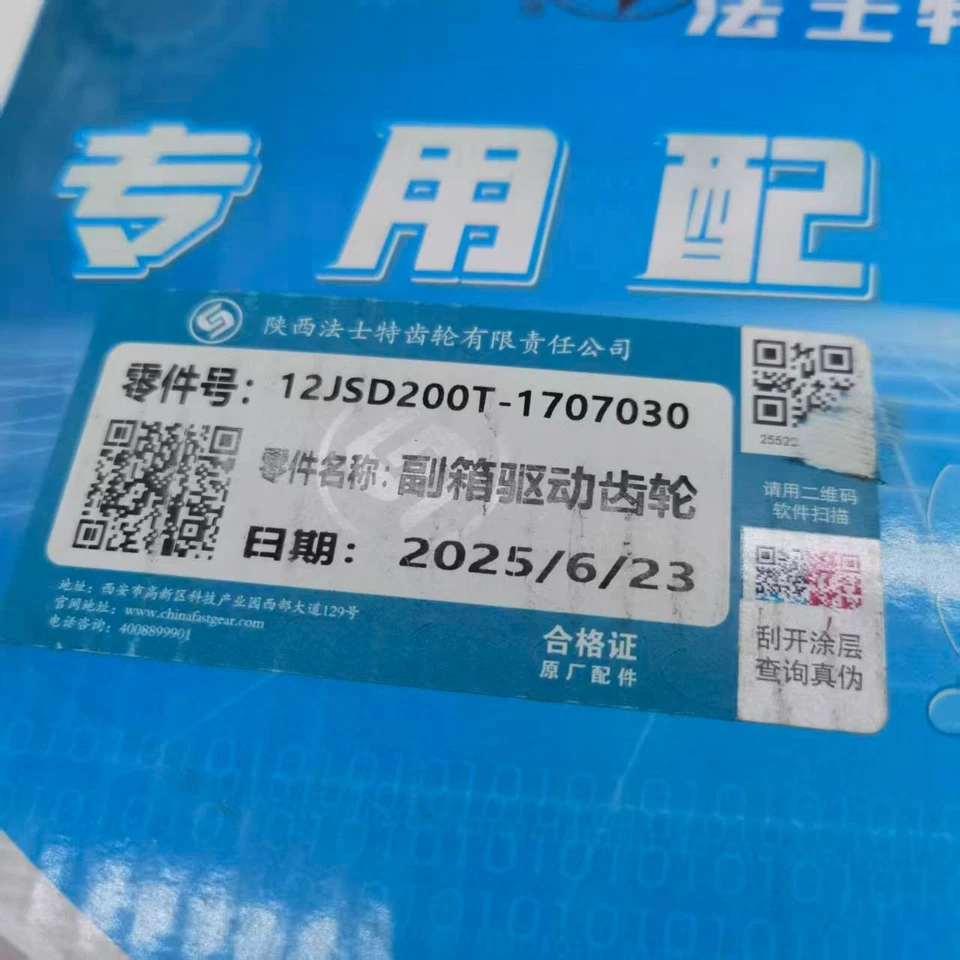 法士特
专用配
陕西法士特齿轮有限责任公司
零件号：12JSD200T-1707030
零件名称：副箱驱动齿轮
日期：2025/6/23
2552
请用二维码
软件扫描
刮开涂层
查询真伪
地址：西安市高新区科技产业园西部大道129号
官网地址：www.chinafastgear.com
电话咨询：4008899901
合格证
原厂配件